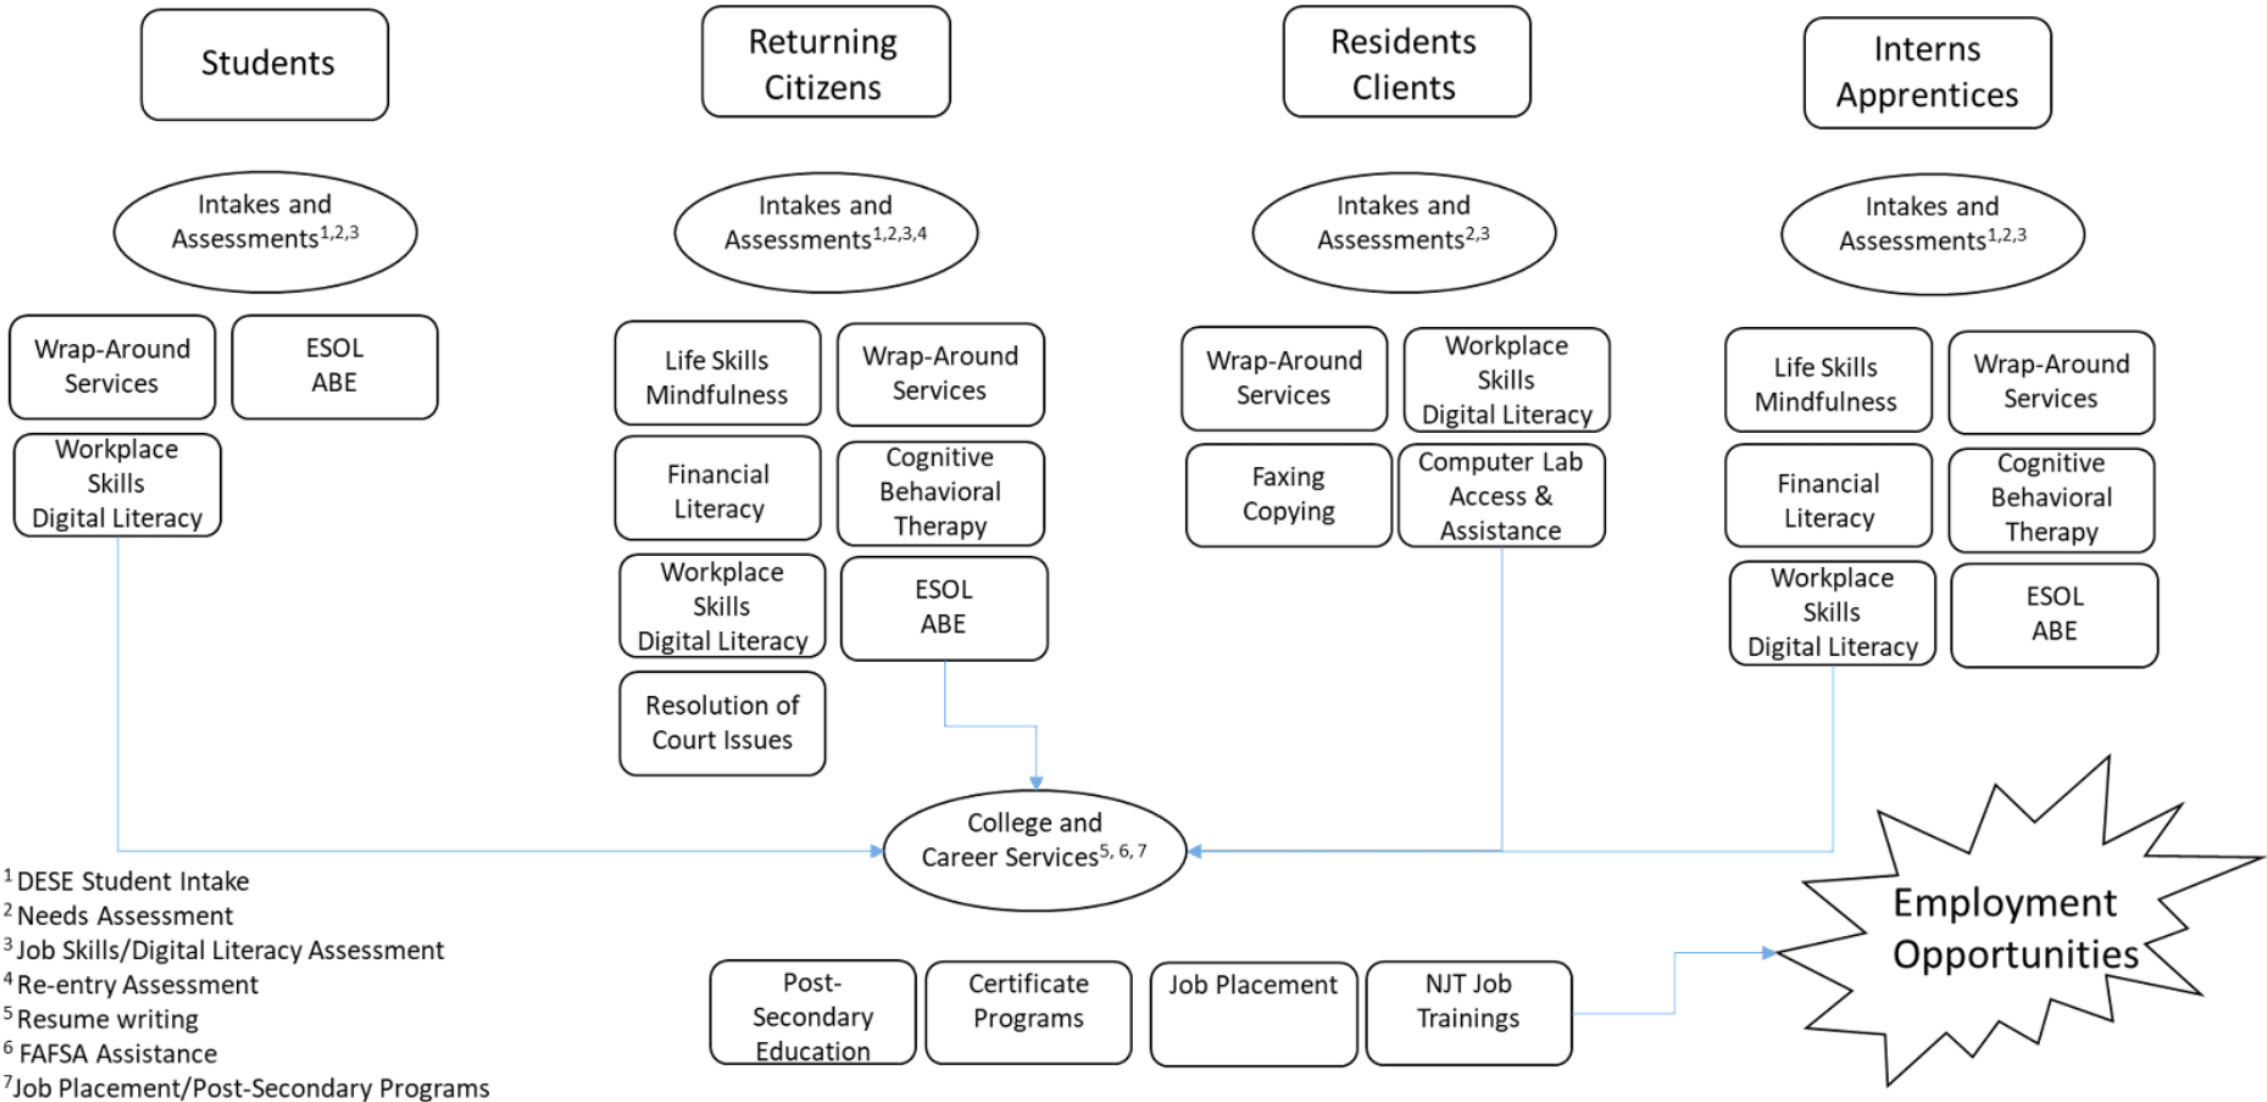 Students
Returning
Citizens
Residents
Clients
Interns
Apprentices
Intakes and
Assessments1,2,3
Intakes and
Assessments1,2,3,4
Intakes and
Assessments2,3
Intakes and
Assessments1,2,3
Wrap-Around
Services
ESOL
ABE
Workplace
Skills
Digital Literacy
Life Skills
Mindfulness
Wrap-Around
Services
Financial
Literacy
Cognitive
Behavioral
Therapy
Workplace
Skills
Digital Literacy
ESOL
ABE
Resolution of
Court Issues
Wrap-Around
Services
Workplace
Skills
Digital Literacy
Faxing
Copying
Computer Lab
Access &
Assistance
Life Skills
Mindfulness
Wrap-Around
Services
Financial
Literacy
Cognitive
Behavioral
Therapy
Workplace
Skills
Digital Literacy
ESOL
ABE
College and
Career Services5, 6, 7
Post-
Secondary
Education
Certificate
Programs
Job Placement
NJT Job
Trainings
Employment
Opportunities
1 DESE Student Intake
2 Needs Assessment
3 Job Skills/Digital Literacy Assessment
4 Re-entry Assessment
5 Resume writing
6 FAFSA Assistance
7Job Placement/Post-Secondary Programs